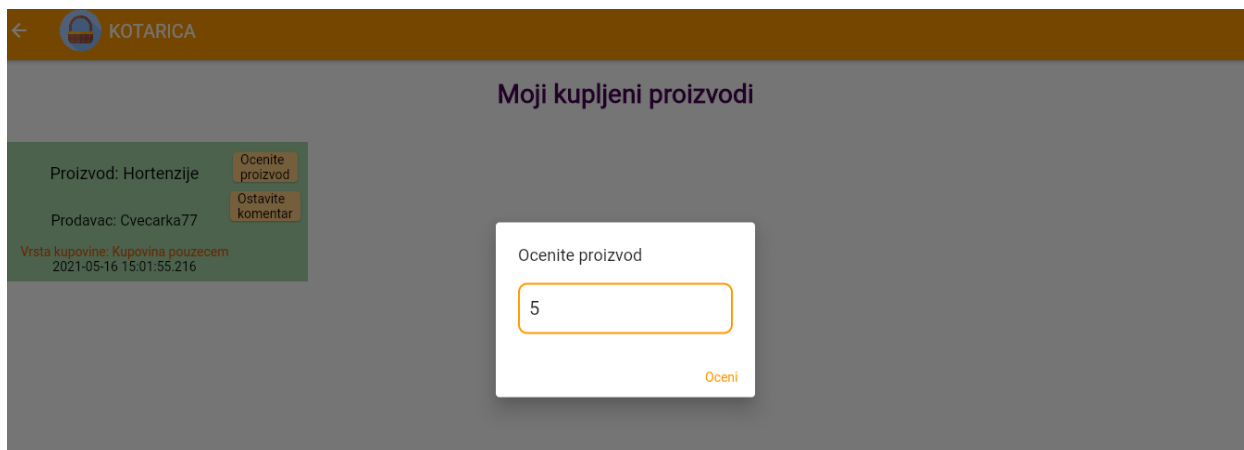 KOTARICA
Moji kupljeni proizvodi
Proizvod: Hortenzije
Ocenite
proizvod
Prodavac: Cvecarka77
Ostavite
komentar
Vrsta kupovine: Kupovina pouzecem
2021-05-16 15:01:55.216
Ocenite proizvod
5
Oceni